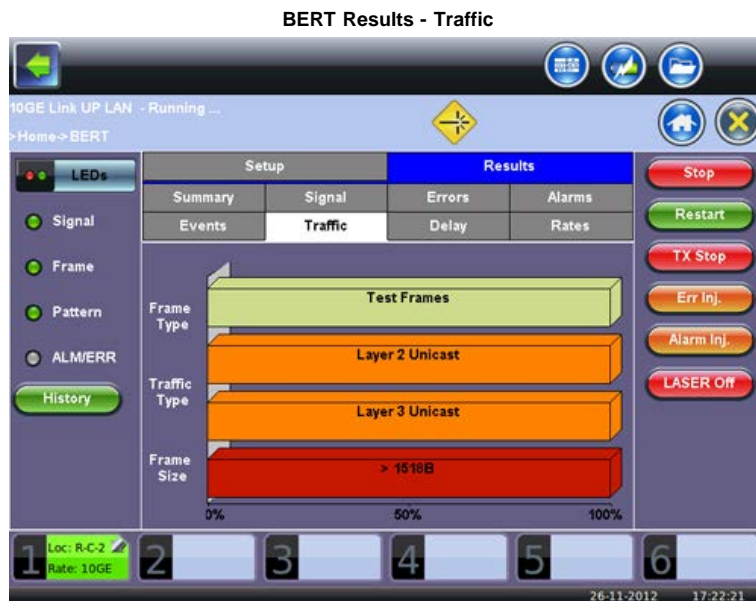 BERT Results - Traffic
10GE Link UP LAN - Running ...
>Home->BERT
LEDs
Signal
Frame
Pattern
ALM/ERR
History
Setup
Results
Summary
Signal
Errors
Alarms
Events
Traffic
Delay
Rates
Frame
Type
Test Frames
Layer 2 Unicast
Traffic
Type
Layer 3 Unicast
Frame
Size
> 1518B
0%
50%
100%
Stop
Restart
TX Stop
Err Inj.
Alarm Inj.
LASER Off
1
Loc: R-C-2
Rate: 10GE
2
3
4
5
6
26-11-2012 17:22:21